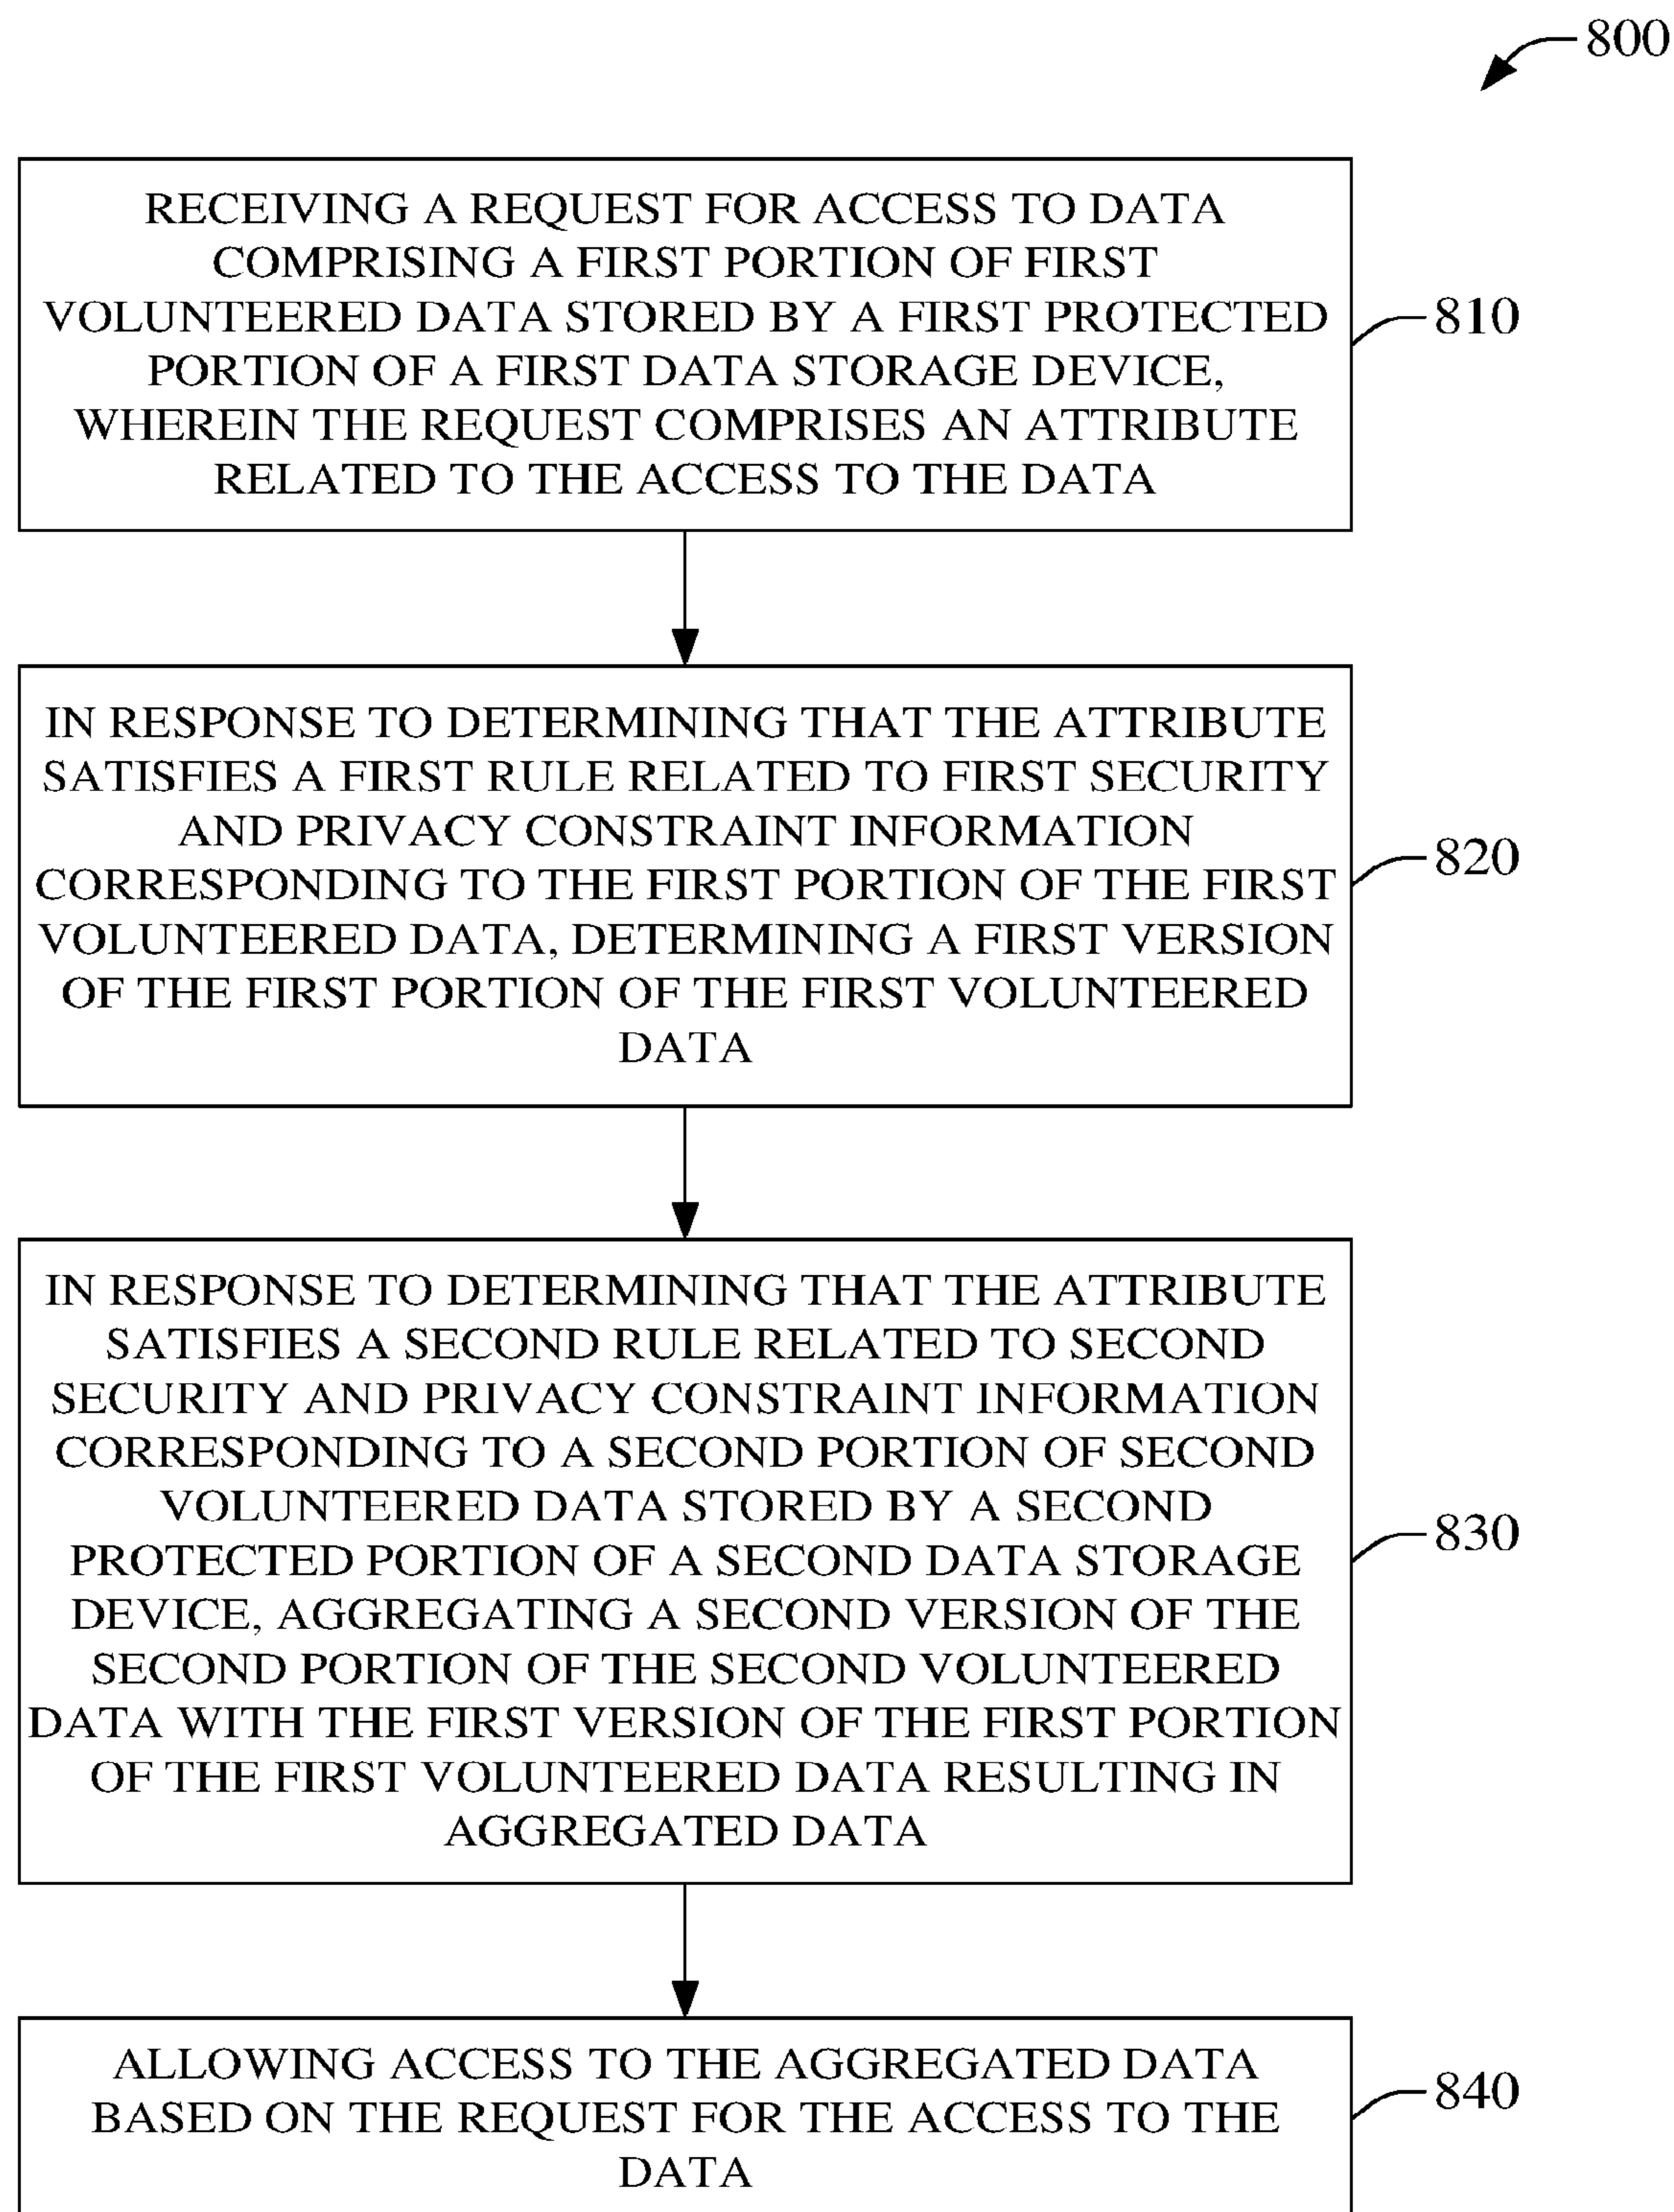 800
RECEIVING A REQUEST FOR ACCESS TO DATA
COMPRISING A FIRST PORTION OF FIRST
VOLUNTEERED DATA STORED BY A FIRST PROTECTED
PORTION OF A FIRST DATA STORAGE DEVICE,
WHEREIN THE REQUEST COMPRISES AN ATTRIBUTE
RELATED TO THE ACCESS TO THE DATA
810
IN RESPONSE TO DETERMINING THAT THE ATTRIBUTE
SATISFIES A FIRST RULE RELATED TO FIRST SECURITY
AND PRIVACY CONSTRAINT INFORMATION
CORRESPONDING TO THE FIRST PORTION OF THE FIRST
VOLUNTEERED DATA, DETERMINING A FIRST VERSION
OF THE FIRST PORTION OF THE FIRST VOLUNTEERED
DATA
820
IN RESPONSE TO DETERMINING THAT THE ATTRIBUTE
SATISFIES A SECOND RULE RELATED TO SECOND
SECURITY AND PRIVACY CONSTRAINT INFORMATION
CORRESPONDING TO A SECOND PORTION OF SECOND
VOLUNTEERED DATA STORED BY A SECOND
PROTECTED PORTION OF A SECOND DATA STORAGE
DEVICE, AGGREGATING A SECOND VERSION OF THE
SECOND PORTION OF THE SECOND VOLUNTEERED
DATA WITH THE FIRST VERSION OF THE FIRST PORTION
OF THE FIRST VOLUNTEERED DATA RESULTING IN
AGGREGATED DATA
830
ALLOWING ACCESS TO THE AGGREGATED DATA
BASED ON THE REQUEST FOR THE ACCESS TO THE
DATA
840